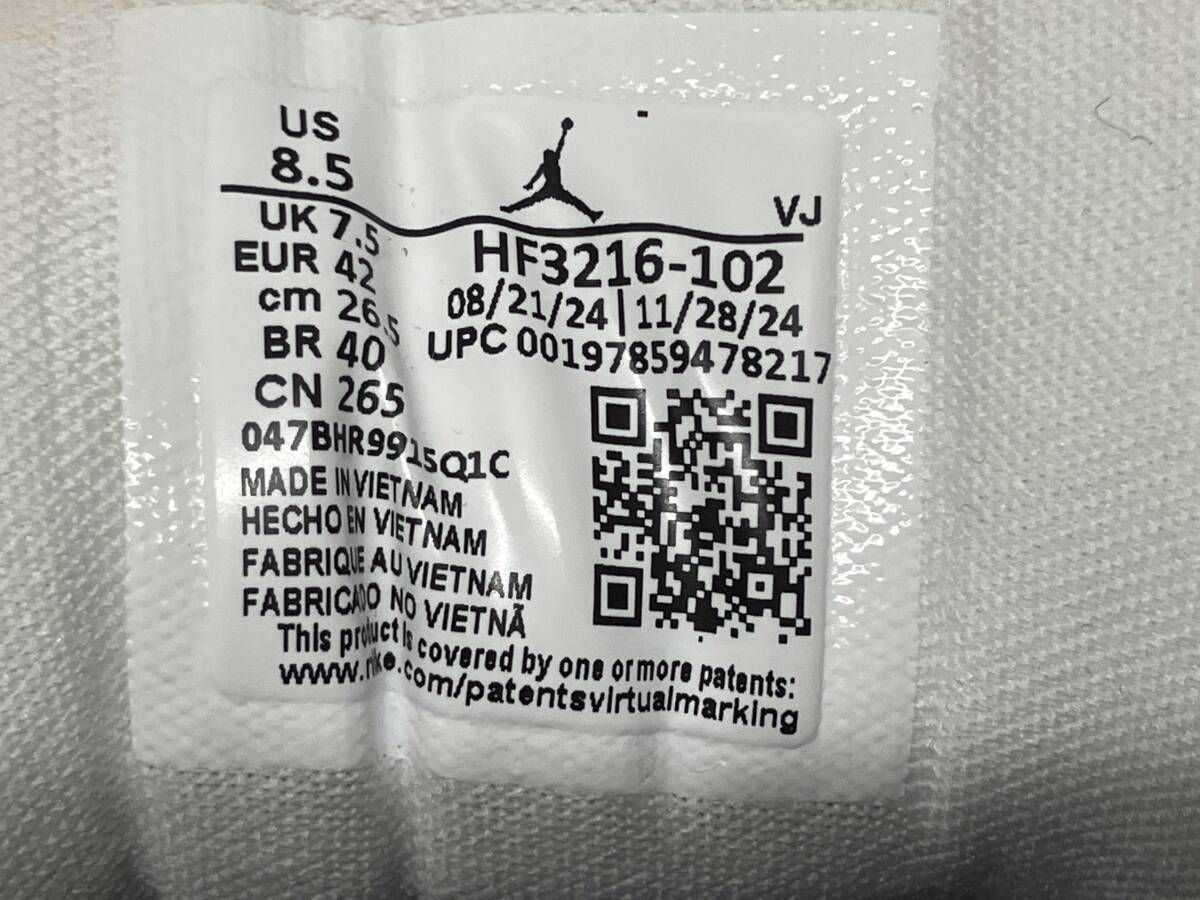 US
8.5
VJ
UK 7.5
EUR 42
cm 26.5
BR 40
CN 265
HF3216-102
08/21/24 | 11/28/24
UPC 00197859478217
047BHR9915Q1C
MADE IN VIETNAM
HECHO EN VIETNAM
FABRIQUE AU VIETNAM
FABRICADO NO VIETNÃ
This product is covered by one or more patents:
www.nike.com/patentsvirtualmarking